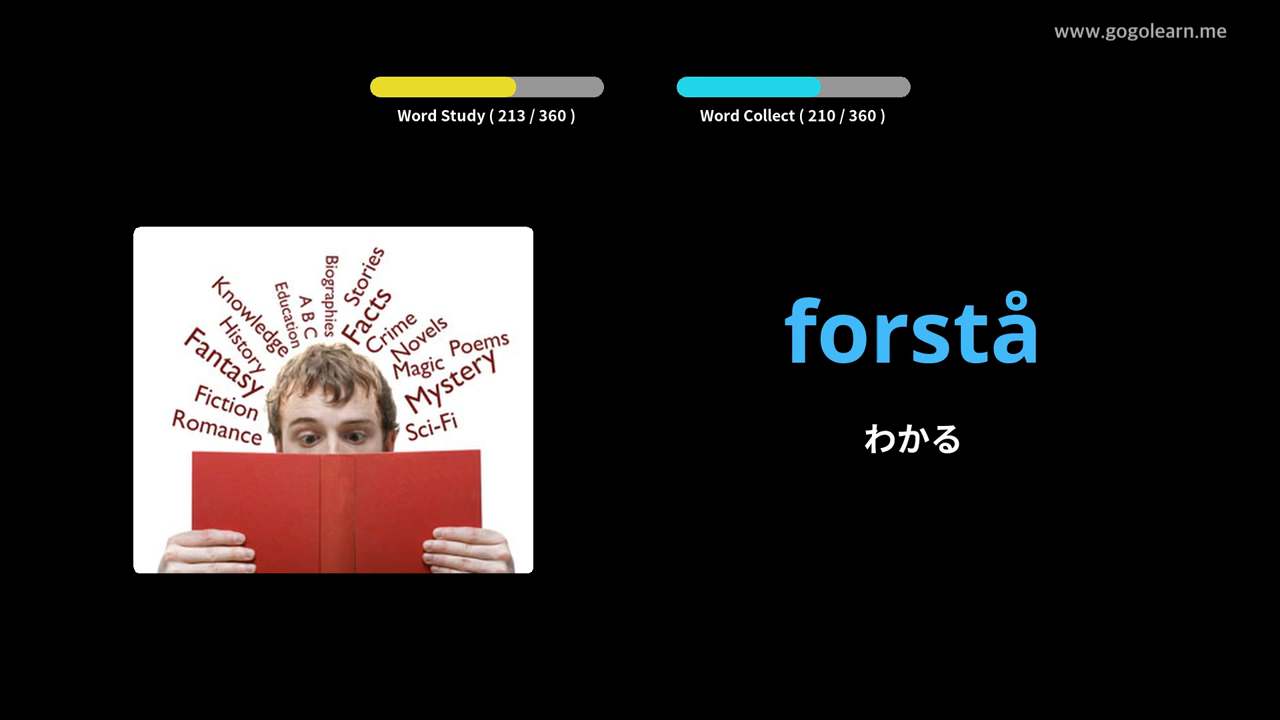 www.gogolearn.me
Word Study ( 213 / 360 )
Word Collect ( 210 / 360 )
Knowledge
History
Fantasy
Fiction
Romance
Education
A B C
Biographies
Stories
Facts
Crime
Novels
Magic
Poems
Mystery
Sci-Fi
forstå
わかる